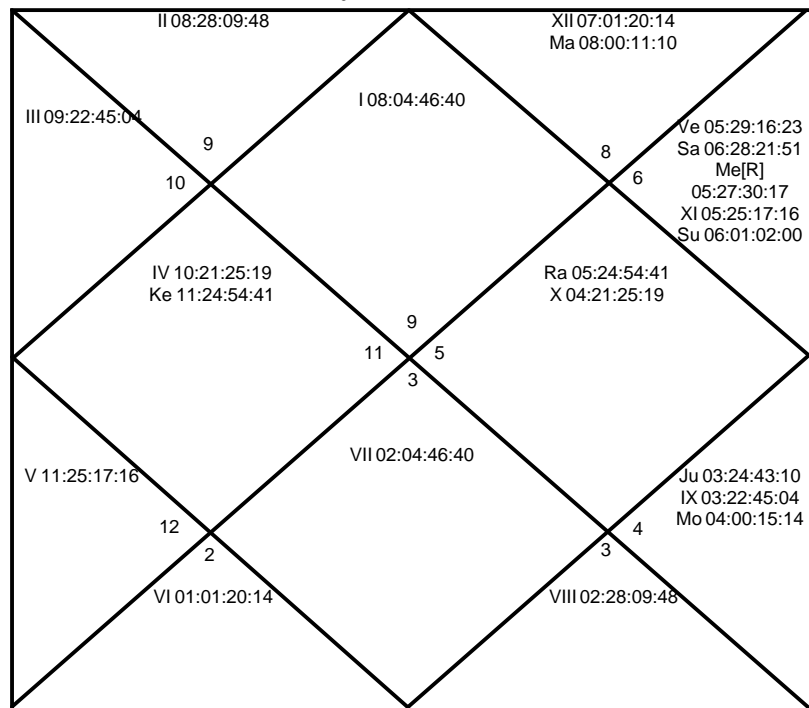 II 08:28:09:48
XII 07:01:20:14
Ma 08:00:11:10
I 08:04:46:40
III 09:22:45:04
9
10
8
6
Ve 05:29:16:23
Sa 06:28:21:51
Me[R]
05:27:30:17
XI 05:25:17:16
Su 06:01:02:00
IV 10:21:25:19
Ke 11:24:54:41
Ra 05:24:54:41
X 04:21:25:19
9
11
5
3
VII 02:04:46:40
V 11:25:17:16
Ju 03:24:43:10
IX 03:22:45:04
Mo 04:00:15:14
12
2
4
3
VI 01:01:20:14
VIII 02:28:09:48